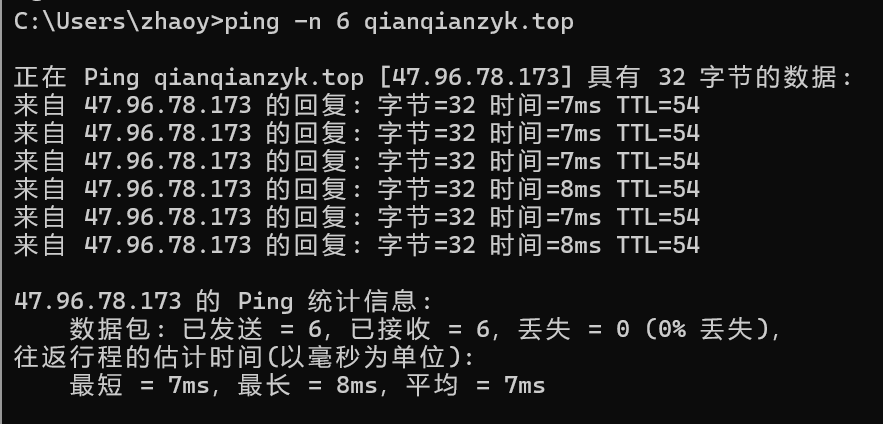 C:\Users\zhaoy>ping -n 6 qianqianzyk.top
正在 Ping qianqianzyk.top [47.96.78.173] 具有 32 字节的数据:
来自 47.96.78.173 的回复: 字节=32 时间=7ms TTL=54
来自 47.96.78.173 的回复: 字节=32 时间=7ms TTL=54
来自 47.96.78.173 的回复: 字节=32 时间=7ms TTL=54
来自 47.96.78.173 的回复: 字节=32 时间=8ms TTL=54
来自 47.96.78.173 的回复: 字节=32 时间=7ms TTL=54
来自 47.96.78.173 的回复: 字节=32 时间=8ms TTL=54
47.96.78.173 的 Ping 统计信息:
数据包: 已发送 = 6, 已接收 = 6, 丢失 = 0 (0% 丢失),
往返行程的估计时间(以毫秒为单位):
最短 = 7ms, 最长 = 8ms, 平均 = 7ms